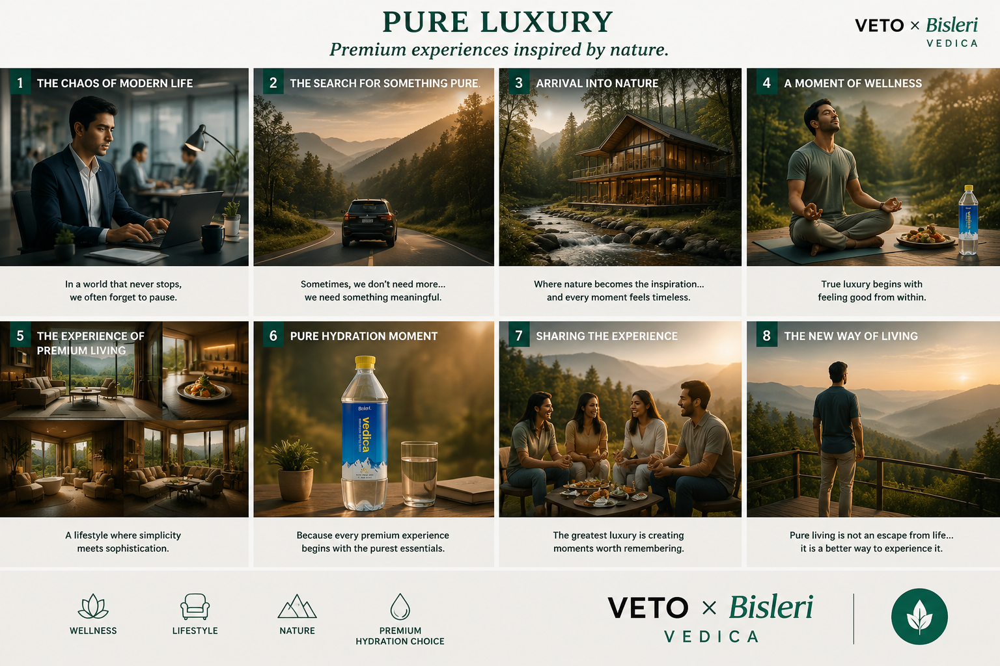 PURE LUXURY
Premium experiences inspired by nature.
VETO × Bisleri
VEDICA
1 THE CHAOS OF MODERN LIFE
2 THE SEARCH FOR SOMETHING PURE.
3 ARRIVAL INTO NATURE
4 A MOMENT OF WELLNESS
vedica
In a world that never stops,
we often forget to pause.
Sometimes, we don't need more...
we need something meaningful.
Where nature becomes the inspiration...
and every moment feels timeless.
True luxury begins with
feeling good from within.
5 THE EXPERIENCE OF
PREMIUM LIVING
6 PURE HYDRATION MOMENT
7 SHARING THE EXPERIENCE
8 THE NEW WAY OF LIVING
vedica
A lifestyle where simplicity
meets sophistication.
Because every premium experience
begins with the purest essentials.
The greatest luxury is creating
moments worth remembering.
Pure living is not an escape from life...
it is a better way to experience it.
WELLNESS
LIFESTYLE
NATURE
PREMIUM
HYDRATION CHOICE
VETO × Bisleri
VEDICA